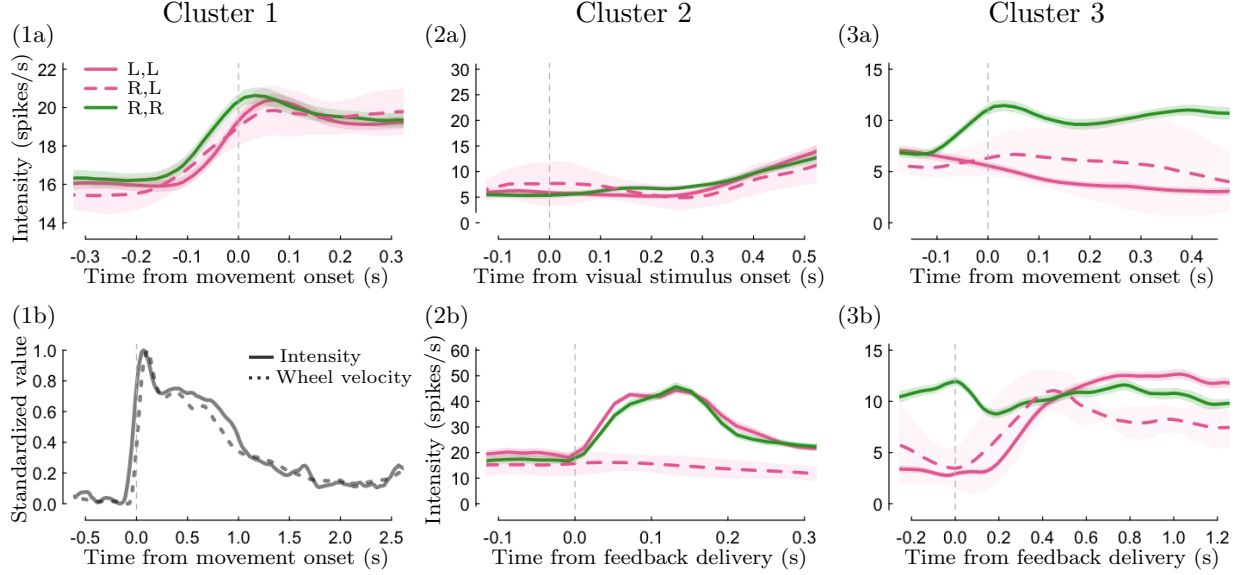 Cluster 1
Cluster 2
Cluster 3
(1a)
(2a)
(3a)
Intensity (spikes/s)
22
20
18
16
14
L,L
R,L
R,R
-0.3 -0.2 -0.1 0.0 0.1 0.2 0.3
Time from movement onset (s)
30
25
20
15
10
5
0
0.0 0.1 0.2 0.3 0.4 0.5
Time from visual stimulus onset (s)
15
10
5
0
-0.1 0.0 0.1 0.2 0.3 0.4
Time from movement onset (s)
(1b)
(2b)
(3b)
Standardized value
1.0
0.8
0.6
0.4
0.2
0.0
Intensity
Wheel velocity
-0.5 0.0 0.5 1.0 1.5 2.0 2.5
Time from movement onset (s)
Intensity (spikes/s)
60
50
40
30
20
10
0
-0.1 0.0 0.1 0.2 0.3
Time from feedback delivery (s)
15
10
5
0
-0.2 0.0 0.2 0.4 0.6 0.8 1.0 1.2
Time from feedback delivery (s)